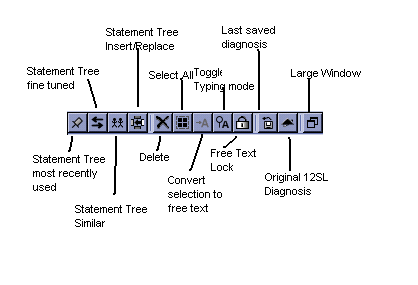 Statement Tree
Insert/Replace
Last saved
diagnosis
Statement Tree
fine tuned
Select All
Toggle
Typing mode
Large Window
A
A
Statement Tree
most recently
used
Delete
Free Text
Lock
Convert
selection to
free text
Original 12SL
Diagnosis
Statement Tree
Similar